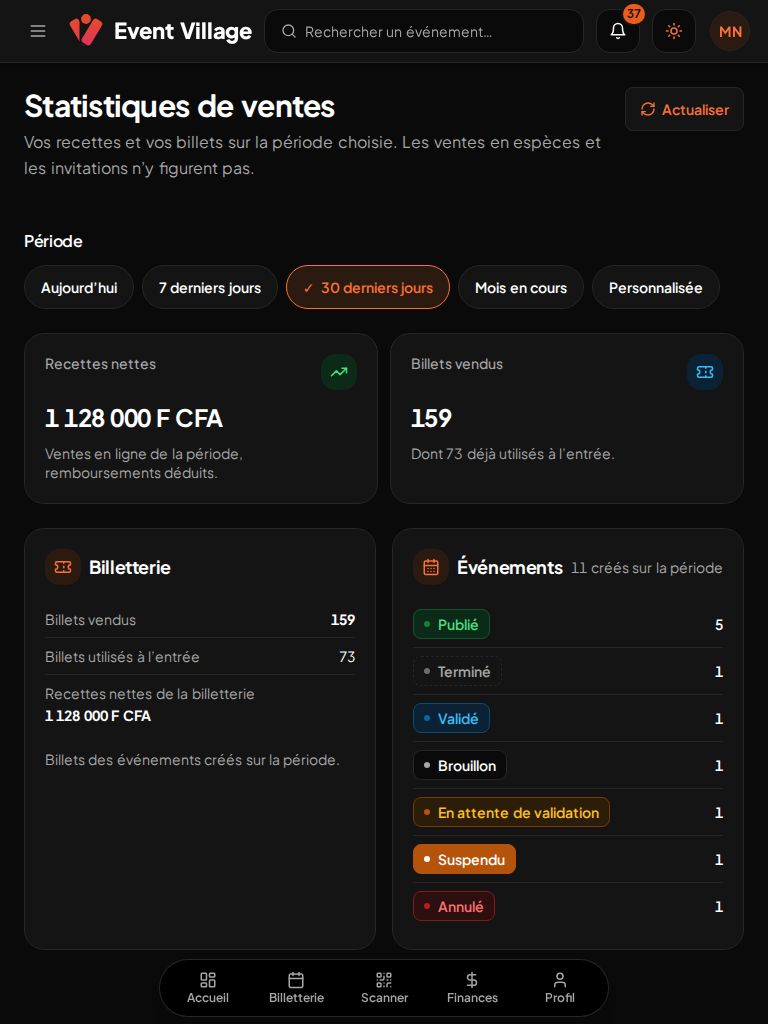 Event Village
Rechercher un événement...
37
MN
Statistiques de ventes
Actualiser
Vos recettes et vos billets sur la période choisie. Les ventes en espèces et
les invitations n'y figurent pas.
Période
Aujourd'hui
7 derniers jours
✓ 30 derniers jours
Mois en cours
Personnalisée
Recettes nettes
1 128 000 F CFA
Ventes en ligne de la période,
remboursements déduits.
Billets vendus
159
Dont 73 déjà utilisés à l'entrée.
Billetterie
Billets vendus 159
Billets utilisés à l'entrée 73
Recettes nettes de la billetterie
1 128 000 F CFA
Billets des événements créés sur la période.
Événements 11 créés sur la période
Publié 5
Terminé 1
Validé 1
Brouillon 1
En attente de validation 1
Suspendu 1
Annulé 1
Accueil
Billetterie
Scanner
Finances
Profil